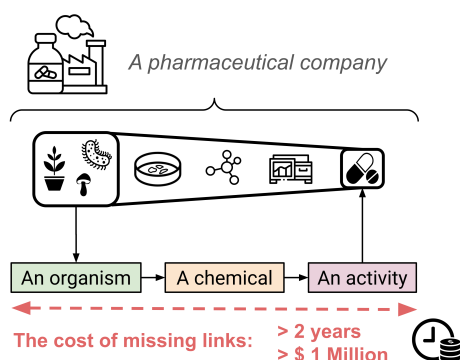 A pharmaceutical company
An organism
A chemical
An activity
The cost of missing links:
> 2 years
> $ 1 Million